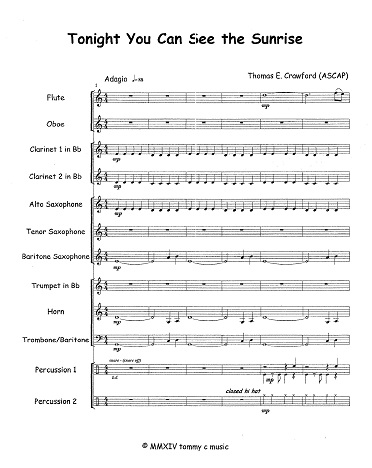 Tonight You Can See the Sunrise
Adagio
Thomas E. Crawford (ASCAP)
1
Flute
mp
Oboe
Clarinet 1 in Bb
mp
Clarinet 2 in Bb
mp
Alto Saxophone
mp
Tenor Saxophone
Baritone Saxophone
mp
Trumpet in Bb
Horn
mp
Trombone/Baritone
mp
Percussion 1
closed hi hat
Percussion 2
mp
© MMXIV tommy c music